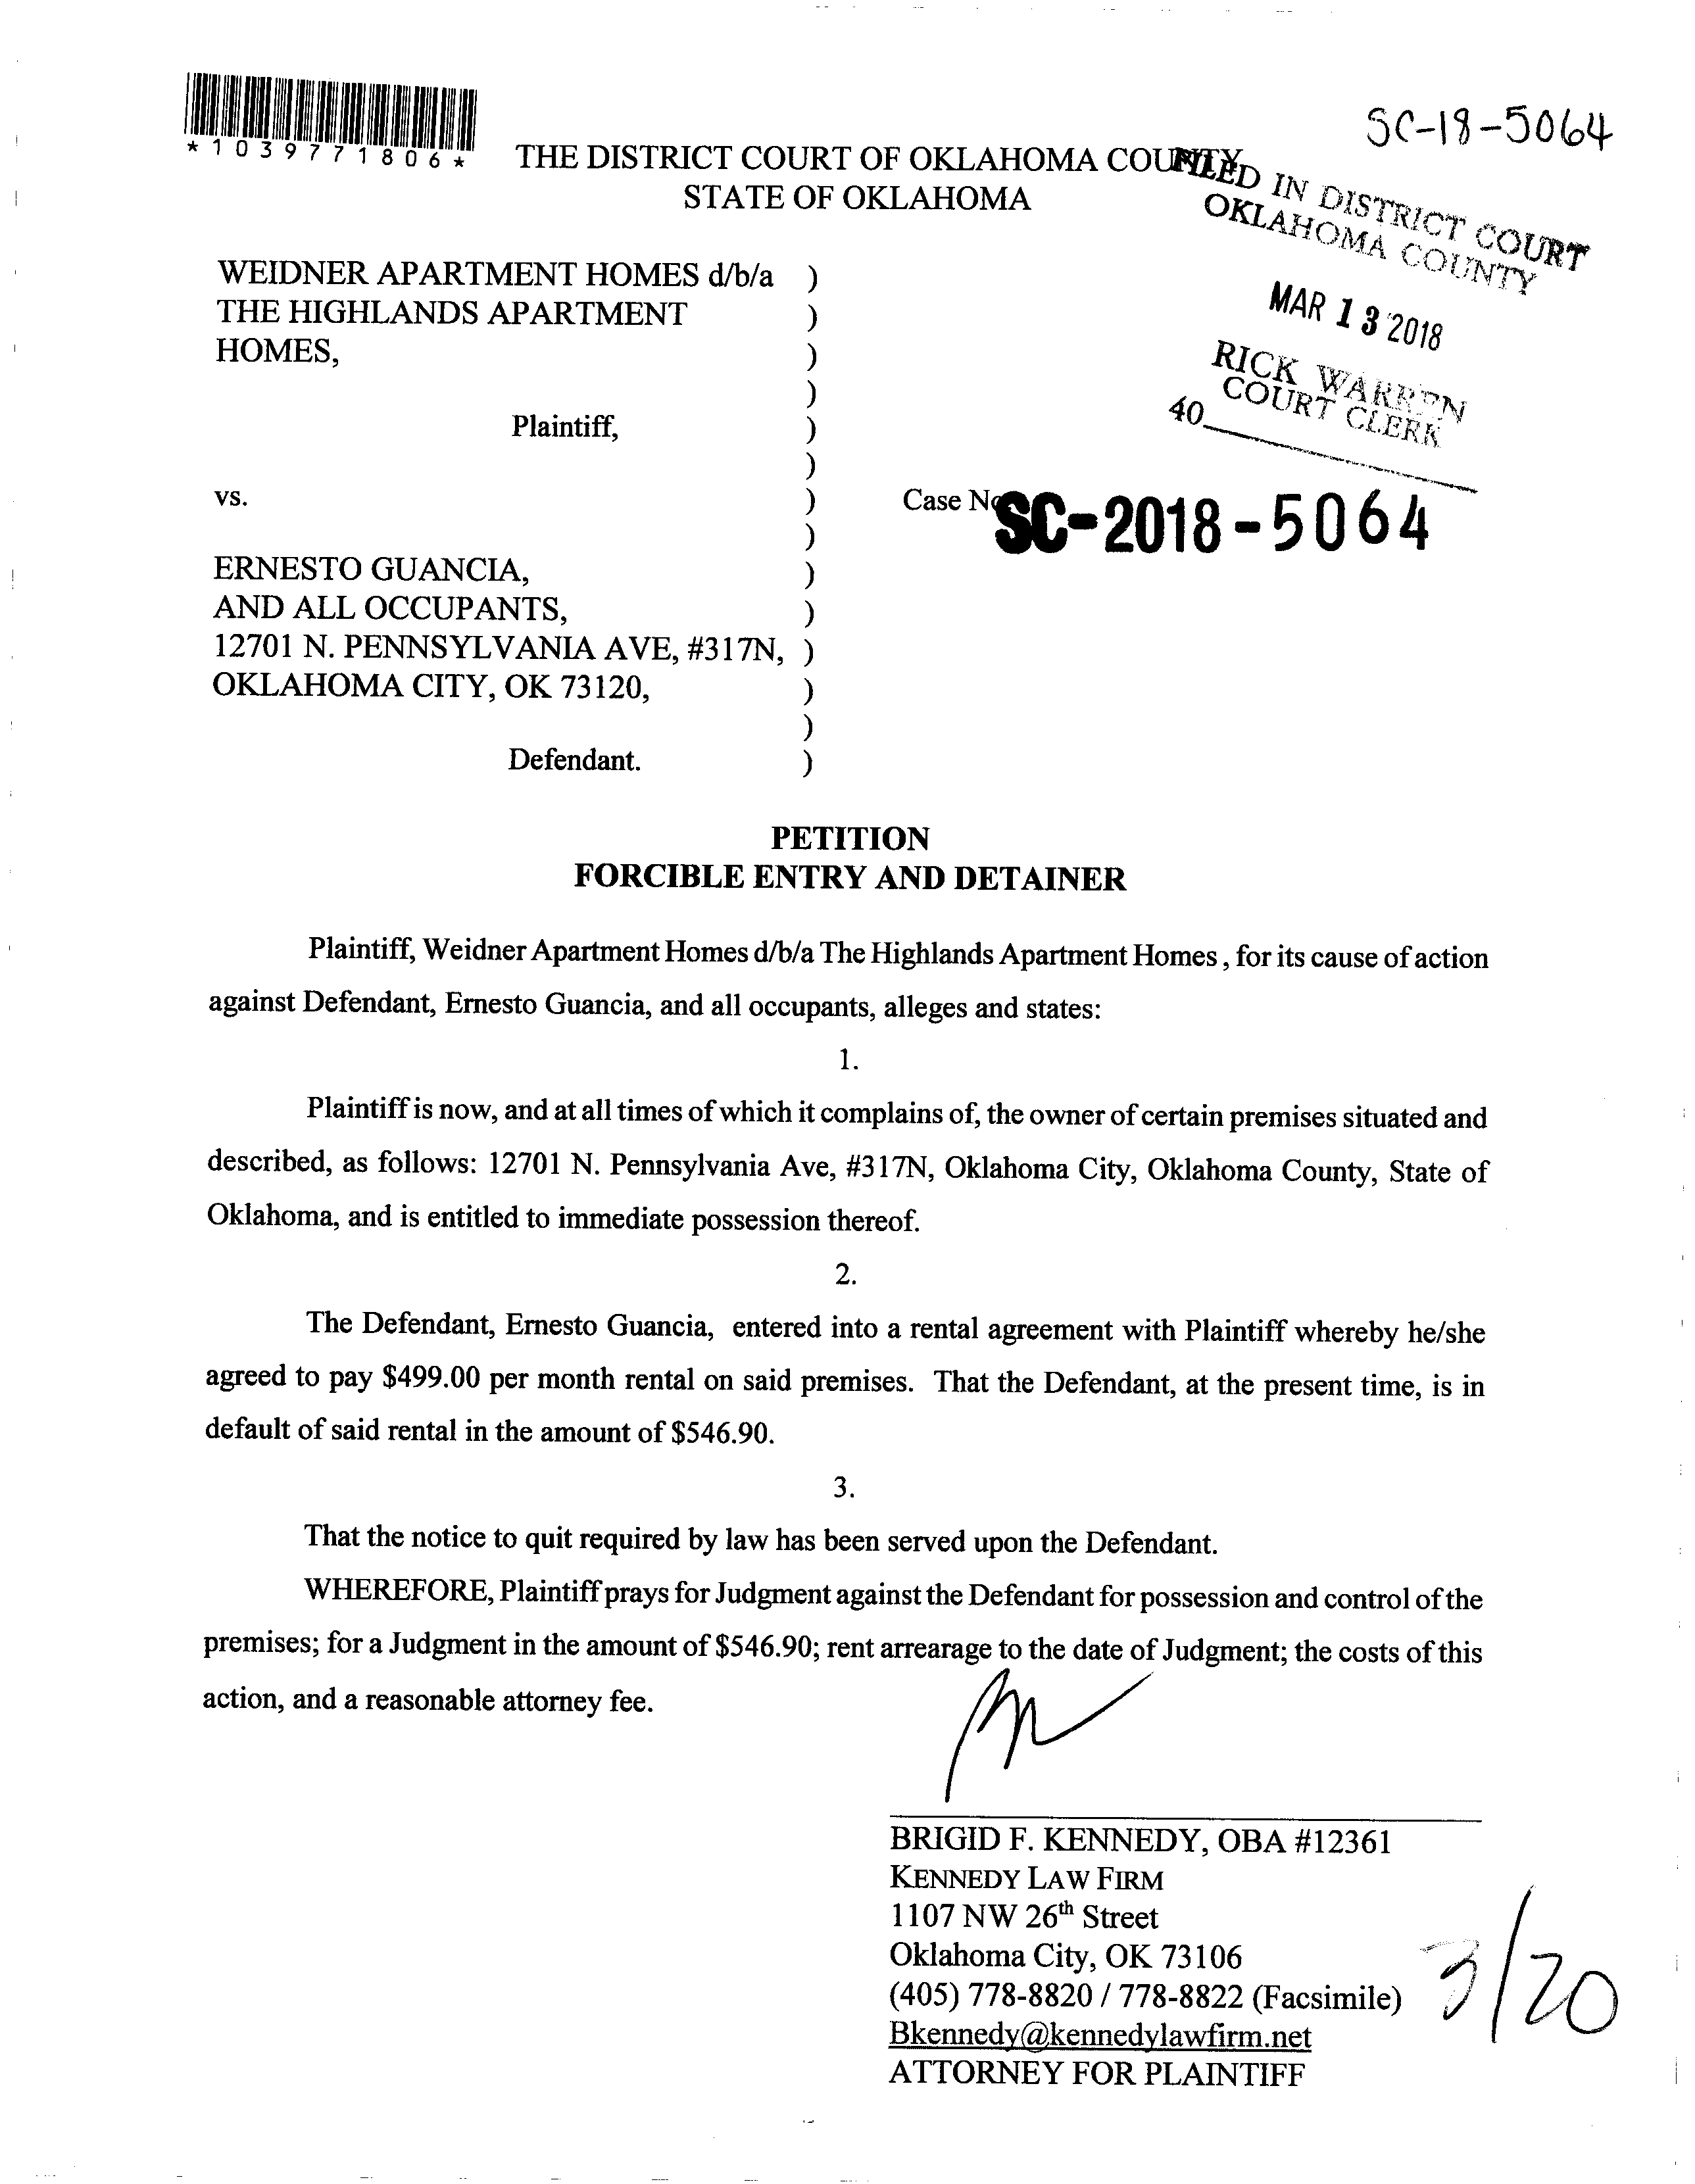 SC-18-5064
*1039771806*
THE DISTRICT COURT OF OKLAHOMA COUNTY
STATE OF OKLAHOMA
FILED IN DISTRICT COURT
OKLAHOMA COUNTY
MAR 13 2018
RICK WARREN
COURT CLERK
40
WEIDNER APARTMENT HOMES d/b/a )
THE HIGHLANDS APARTMENT )
HOMES, )
)
Plaintiff, )
)
vs. ) Case No. SC-2018-5064
)
ERNESTO GUANCIA, )
AND ALL OCCUPANTS, )
12701 N. PENNSYLVANIA AVE, #317N, )
OKLAHOMA CITY, OK 73120, )
)
Defendant. )
PETITION
FORCIBLE ENTRY AND DETAINER
Plaintiff, Weidner Apartment Homes d/b/a The Highlands Apartment Homes , for its cause of action
against Defendant, Ernesto Guancia, and all occupants, alleges and states:
1.
Plaintiff is now, and at all times of which it complains of, the owner of certain premises situated and
described, as follows: 12701 N. Pennsylvania Ave, #317N, Oklahoma City, Oklahoma County, State of
Oklahoma, and is entitled to immediate possession thereof.
2.
The Defendant, Ernesto Guancia, entered into a rental agreement with Plaintiff whereby he/she
agreed to pay $499.00 per month rental on said premises. That the Defendant, at the present time, is in
default of said rental in the amount of $546.90.
3.
That the notice to quit required by law has been served upon the Defendant.
WHEREFORE, Plaintiff prays for Judgment against the Defendant for possession and control of the
premises; for a Judgment in the amount of $546.90; rent arrearage to the date of Judgment; the costs of this
action, and a reasonable attorney fee.
BRIGID F. KENNEDY, OBA #12361
KENNEDY LAW FIRM
1107 NW 26th Street
Oklahoma City, OK 73106
(405) 778-8820 / 778-8822 (Facsimile)
Bkennedy@kennedylawfirm.net
ATTORNEY FOR PLAINTIFF
3/20